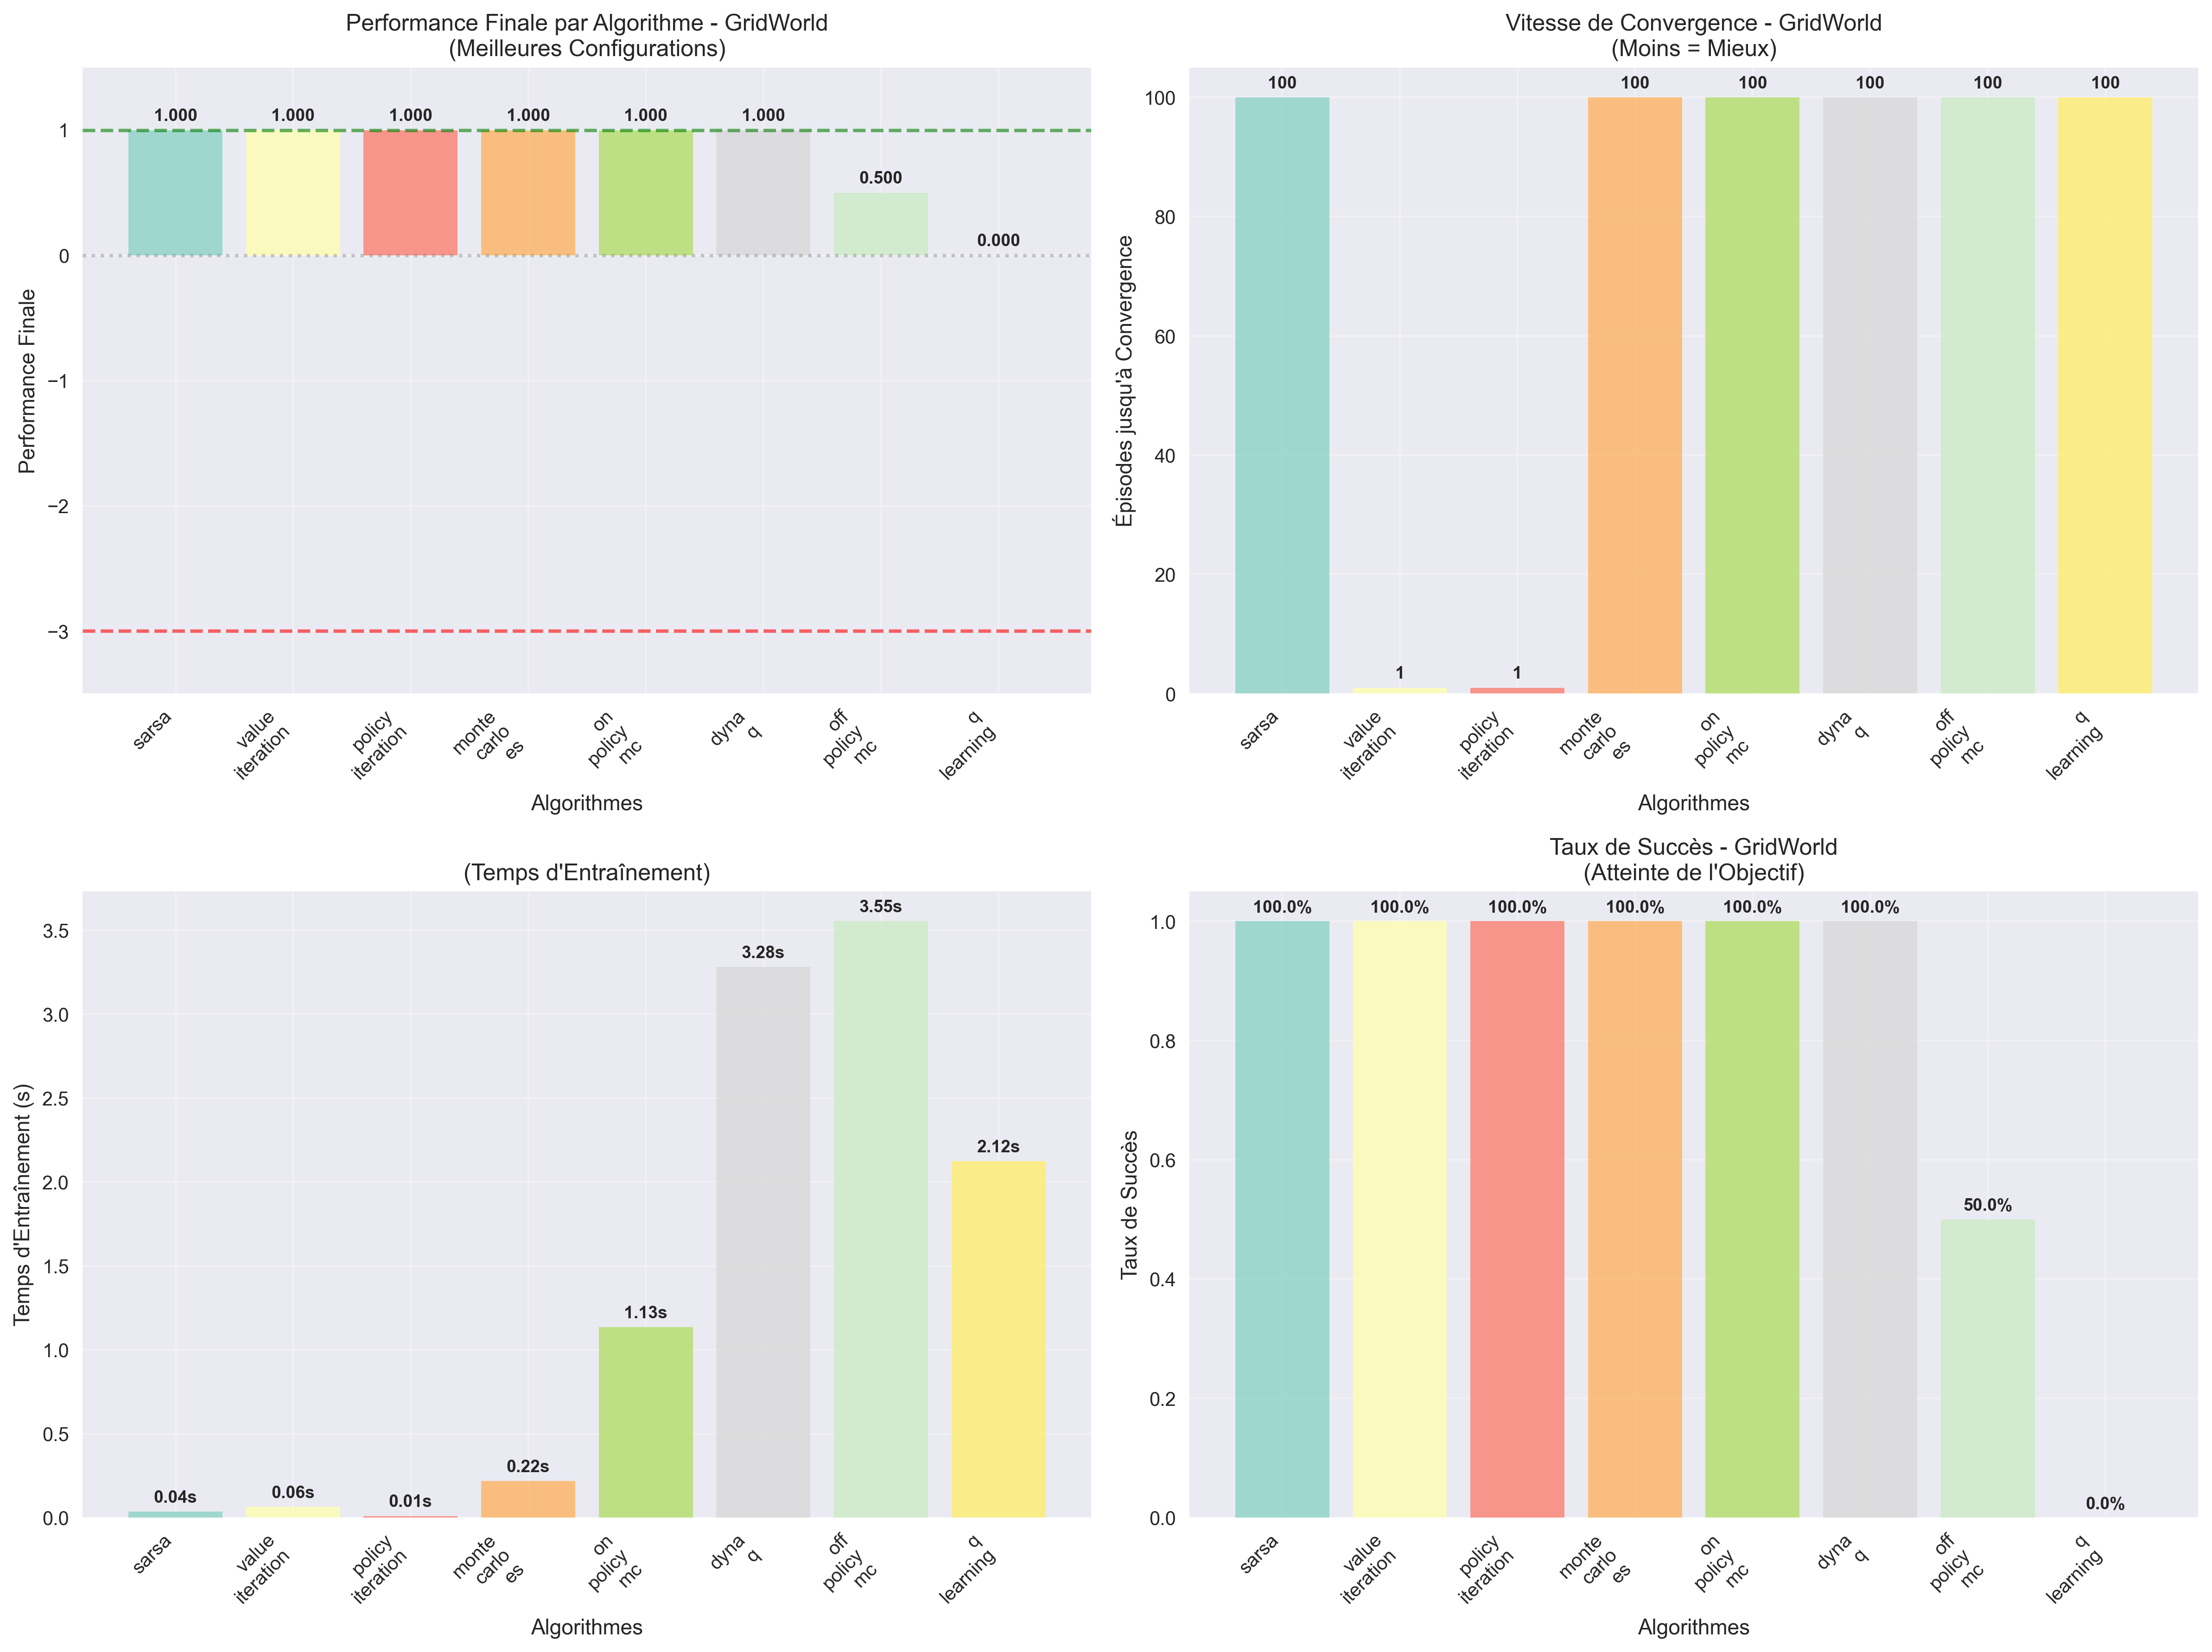 Performance Finale par Algorithme - GridWorld
(Meilleures Configurations)
1.000
1.000
1.000
1.000
1.000
1.000
0.500
0.000
1
0
−1
−2
−3
Performance Finale
sarsa
value
iteration
policy
iteration
monte
carlo
es
on
policy
mc
dyna
q
off
policy
mc
q
learning
Algorithmes
Vitesse de Convergence - GridWorld
(Moins = Mieux)
100
1
1
100
100
100
100
100
100
80
60
40
20
0
Épisodes jusqu'à Convergence
sarsa
value
iteration
policy
iteration
monte
carlo
es
on
policy
mc
dyna
q
off
policy
mc
q
learning
Algorithmes
(Temps d'Entraînement)
0.04s
0.06s
0.01s
0.22s
1.13s
3.28s
3.55s
2.12s
3.5
3.0
2.5
2.0
1.5
1.0
0.5
0.0
Temps d'Entraînement (s)
sarsa
value
iteration
policy
iteration
monte
carlo
es
on
policy
mc
dyna
q
off
policy
mc
q
learning
Algorithmes
Taux de Succès - GridWorld
(Atteinte de l'Objectif)
100.0%
100.0%
100.0%
100.0%
100.0%
100.0%
50.0%
0.0%
1.0
0.8
0.6
0.4
0.2
0.0
Taux de Succès
sarsa
value
iteration
policy
iteration
monte
carlo
es
on
policy
mc
dyna
q
off
policy
mc
q
learning
Algorithmes